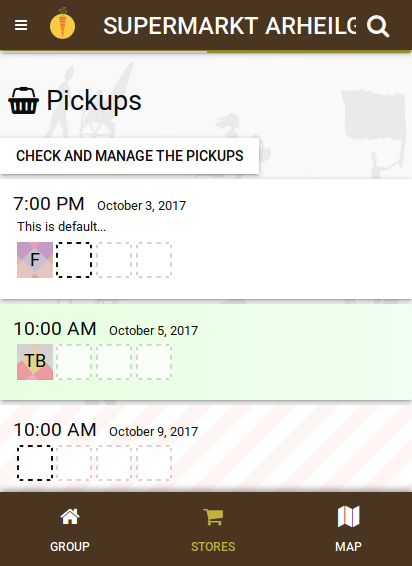 SUPERMARKT ARHEILG
Pickups
CHECK AND MANAGE THE PICKUPS
7:00 PM October 3, 2017
This is default...
F
10:00 AM October 5, 2017
TB
10:00 AM October 9, 2017
GROUP STORES MAP